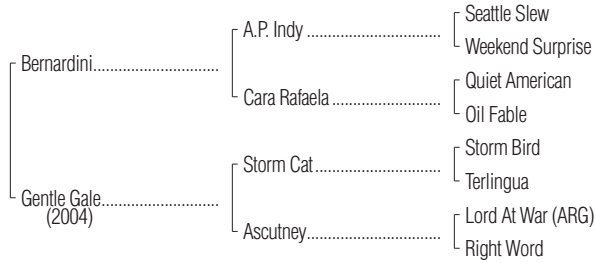 Seattle Slew
A.P. Indy ..............................
Weekend Surprise
Bernardini............................
Quiet American
Cara Rafaela ........................
Oil Fable
Storm Bird
Storm Cat............................
Terlingua
Gentle Gale..........................
(2004)
Lord At War (ARG)
Ascutney..............................
Right Word